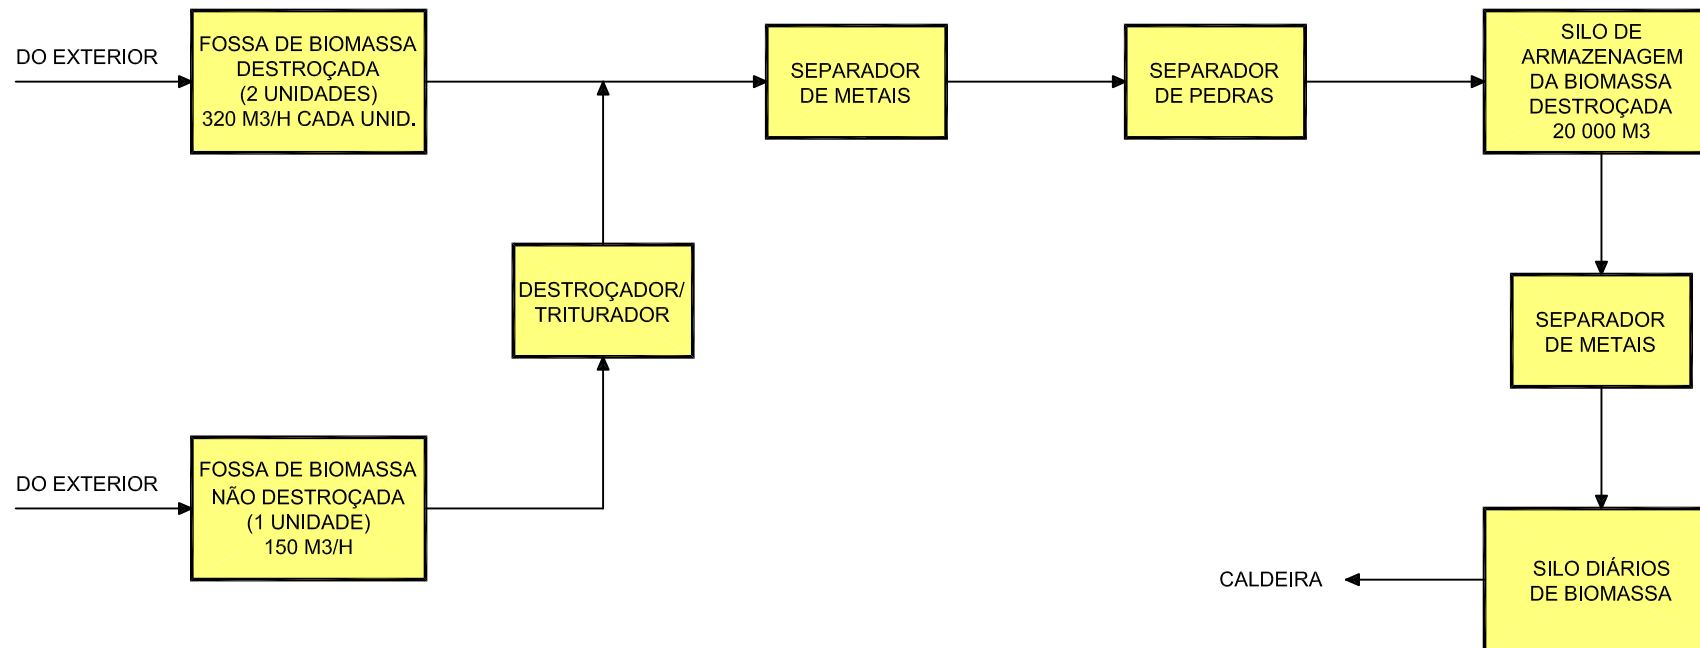 DO EXTERIOR
FOSSA DE BIOMASSA
DESTROÇADA
(2 UNIDADES)
320 M3/H CADA UNID.
SEPARADOR
DE METAIS
SEPARADOR
DE PEDRAS
SILO DE
ARMAZENAGEM
DA BIOMASSA
DESTROÇADA
20 000 M3
DESTROÇADOR/
TRITURADOR
SEPARADOR
DE METAIS
DO EXTERIOR
FOSSA DE BIOMASSA
NÃO DESTROÇADA
(1 UNIDADE)
150 M3/H
CALDEIRA
SILO DIÁRIOS
DE BIOMASSA